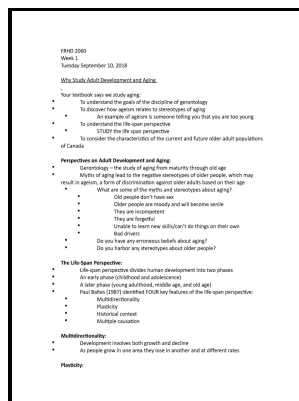 FRHD 2060
Week 1
Tuesday September 10, 2018
Why Study Adult Development and Aging
Your textbook says we study aging:
• To understand the goals of the discipline of gerontology
• To discover how ageism relates to stereotypes of aging
• An example of ageism is someone telling you that you are too young
• To understand the life-span perspective
• STUDY the life span perspective
• To consider the characteristics of the current and future older adult populations
of Canada
Perspectives on Adult Development and Aging:
• Gerontology – the study of aging from maturity through old age
• Myths of aging lead to the negative stereotypes of older people, which may
result in ageism, a form of discrimination against older adults based on their age
• What are some of the myths and stereotypes about aging?
• Old people don't have sex
• Older people are moody and will become senile
• They are incompetent
• They are forgetful
• Unable to learn new skills/can't do things on their own
• Bad drivers
• Do you have any erroneous beliefs about aging?
• Do you harbor any stereotypes about older people?
The Life-Span Perspective:
• Life-span perspective divides human development into two phases
• An early phase (childhood and adolescence)
• A later phase (young adulthood, middle age, and old age)
• Paul Baltes (1987) identified FOUR key features of the life-span perspective:
• Multidirectionality
• Plasticity
• Historical context
• Multiple causation
Multidirectionality:
• Development involves both growth and decline
• As people grow in one area they lose in another and at different rates
Plasticity: